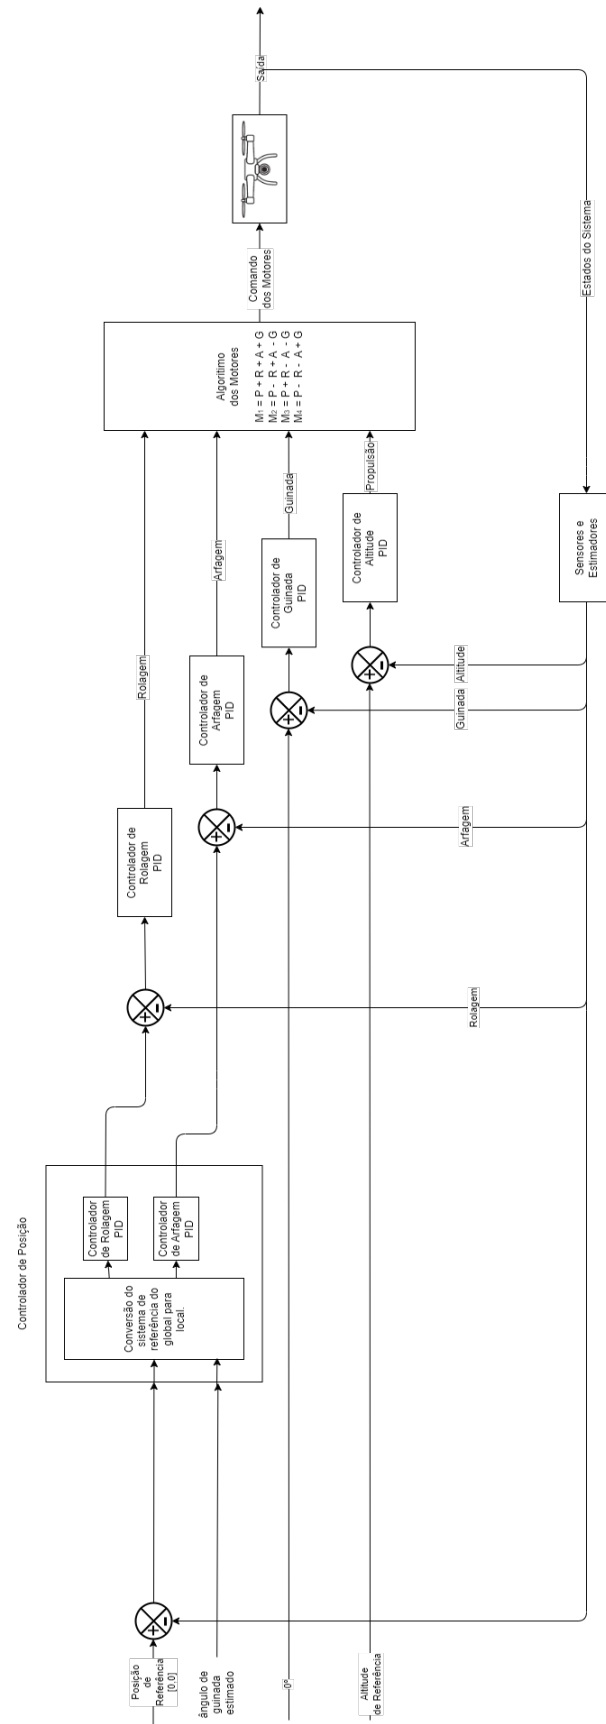 Controlador de Posição
Posição
de
Referência
[0,0]
ângulo de
guinada
estimado
0º
Altitude
de Referência
+
-
Conversão do
sistema de
referência do
global para
local.
Controlador
de Rolagem
PID
Controlador
de Arfagem
PID
+
-
Controlador de
Rolagem
PID
Rolagem
+
-
Controlador de
Arfagem
PID
Arfagem
+
-
Controlador de
Guinada
PID
Guinada
+
-
Controlador de
Altitude
PID
Propulsão
Algoritimo
dos Motores
M₁ = P + R + A + G
M₂ = P - R + A - G
M₃ = P + R - A - G
M₄ = P - R - A + G
Comando
dos Motores
Saída
Estados do Sistema
Sensores e
Estimadores
Altitude
Guinada
Arfagem
Rolagem